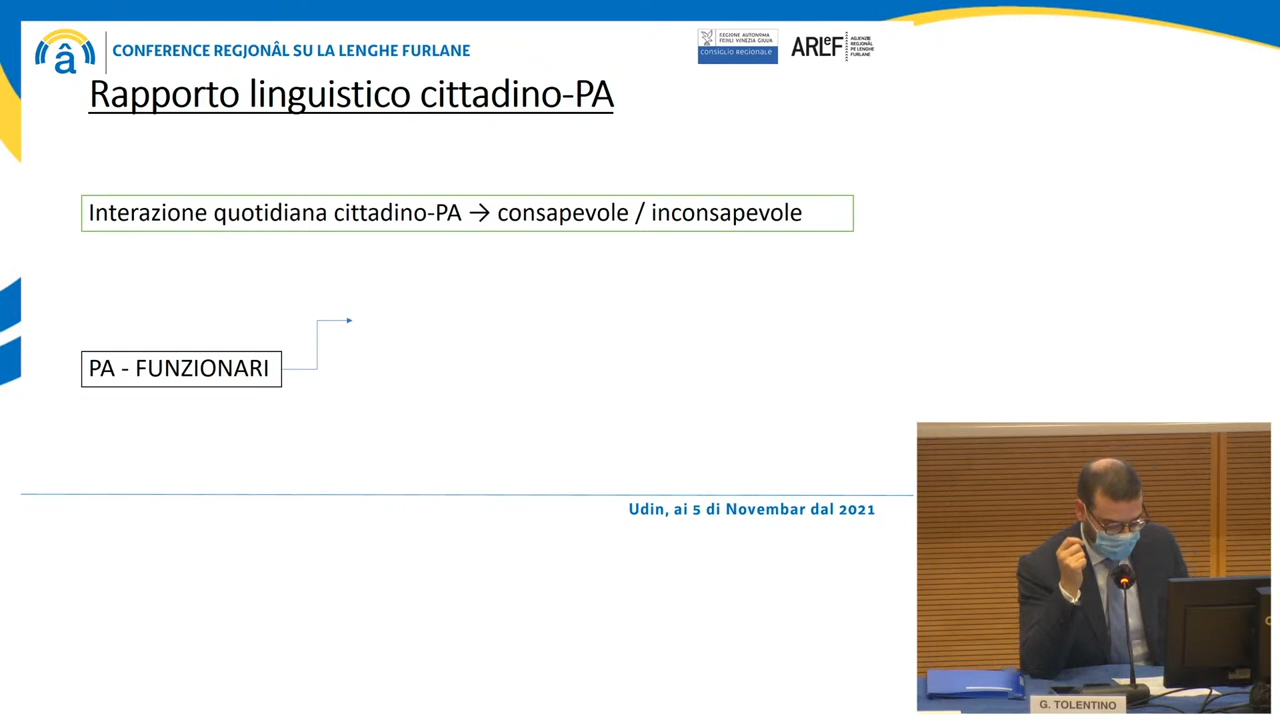 CONFERENCE REGJONÂL SU LA LENGHE FURLANE
â
REGIONE AUTONOMA
FRIULI VENEZIA GIULIA
CONSIGLIO REGIONALE
ARLeF
AGJENZIE
REGJONÂL
PE LENGHE
FURLANE
Rapporto linguistico cittadino-PA
Interazione quotidiana cittadino-PA → consapevole / inconsapevole
PA - FUNZIONARI
Udin, ai 5 di Novembar dal 2021
G. TOLENTINO